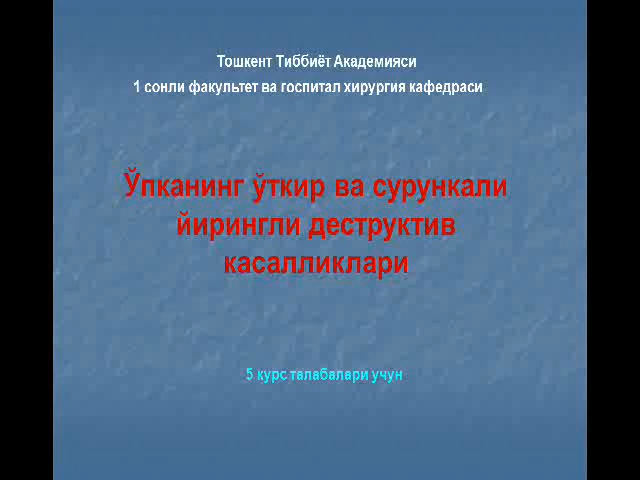 Тошкент Тиббиёт Академияси
1 сонли факультет ва госпитал хирургия кафедраси
Ўпканинг ўткир ва сурункали
йирингли деструктив
касалликлари
5 курс талабалари учун